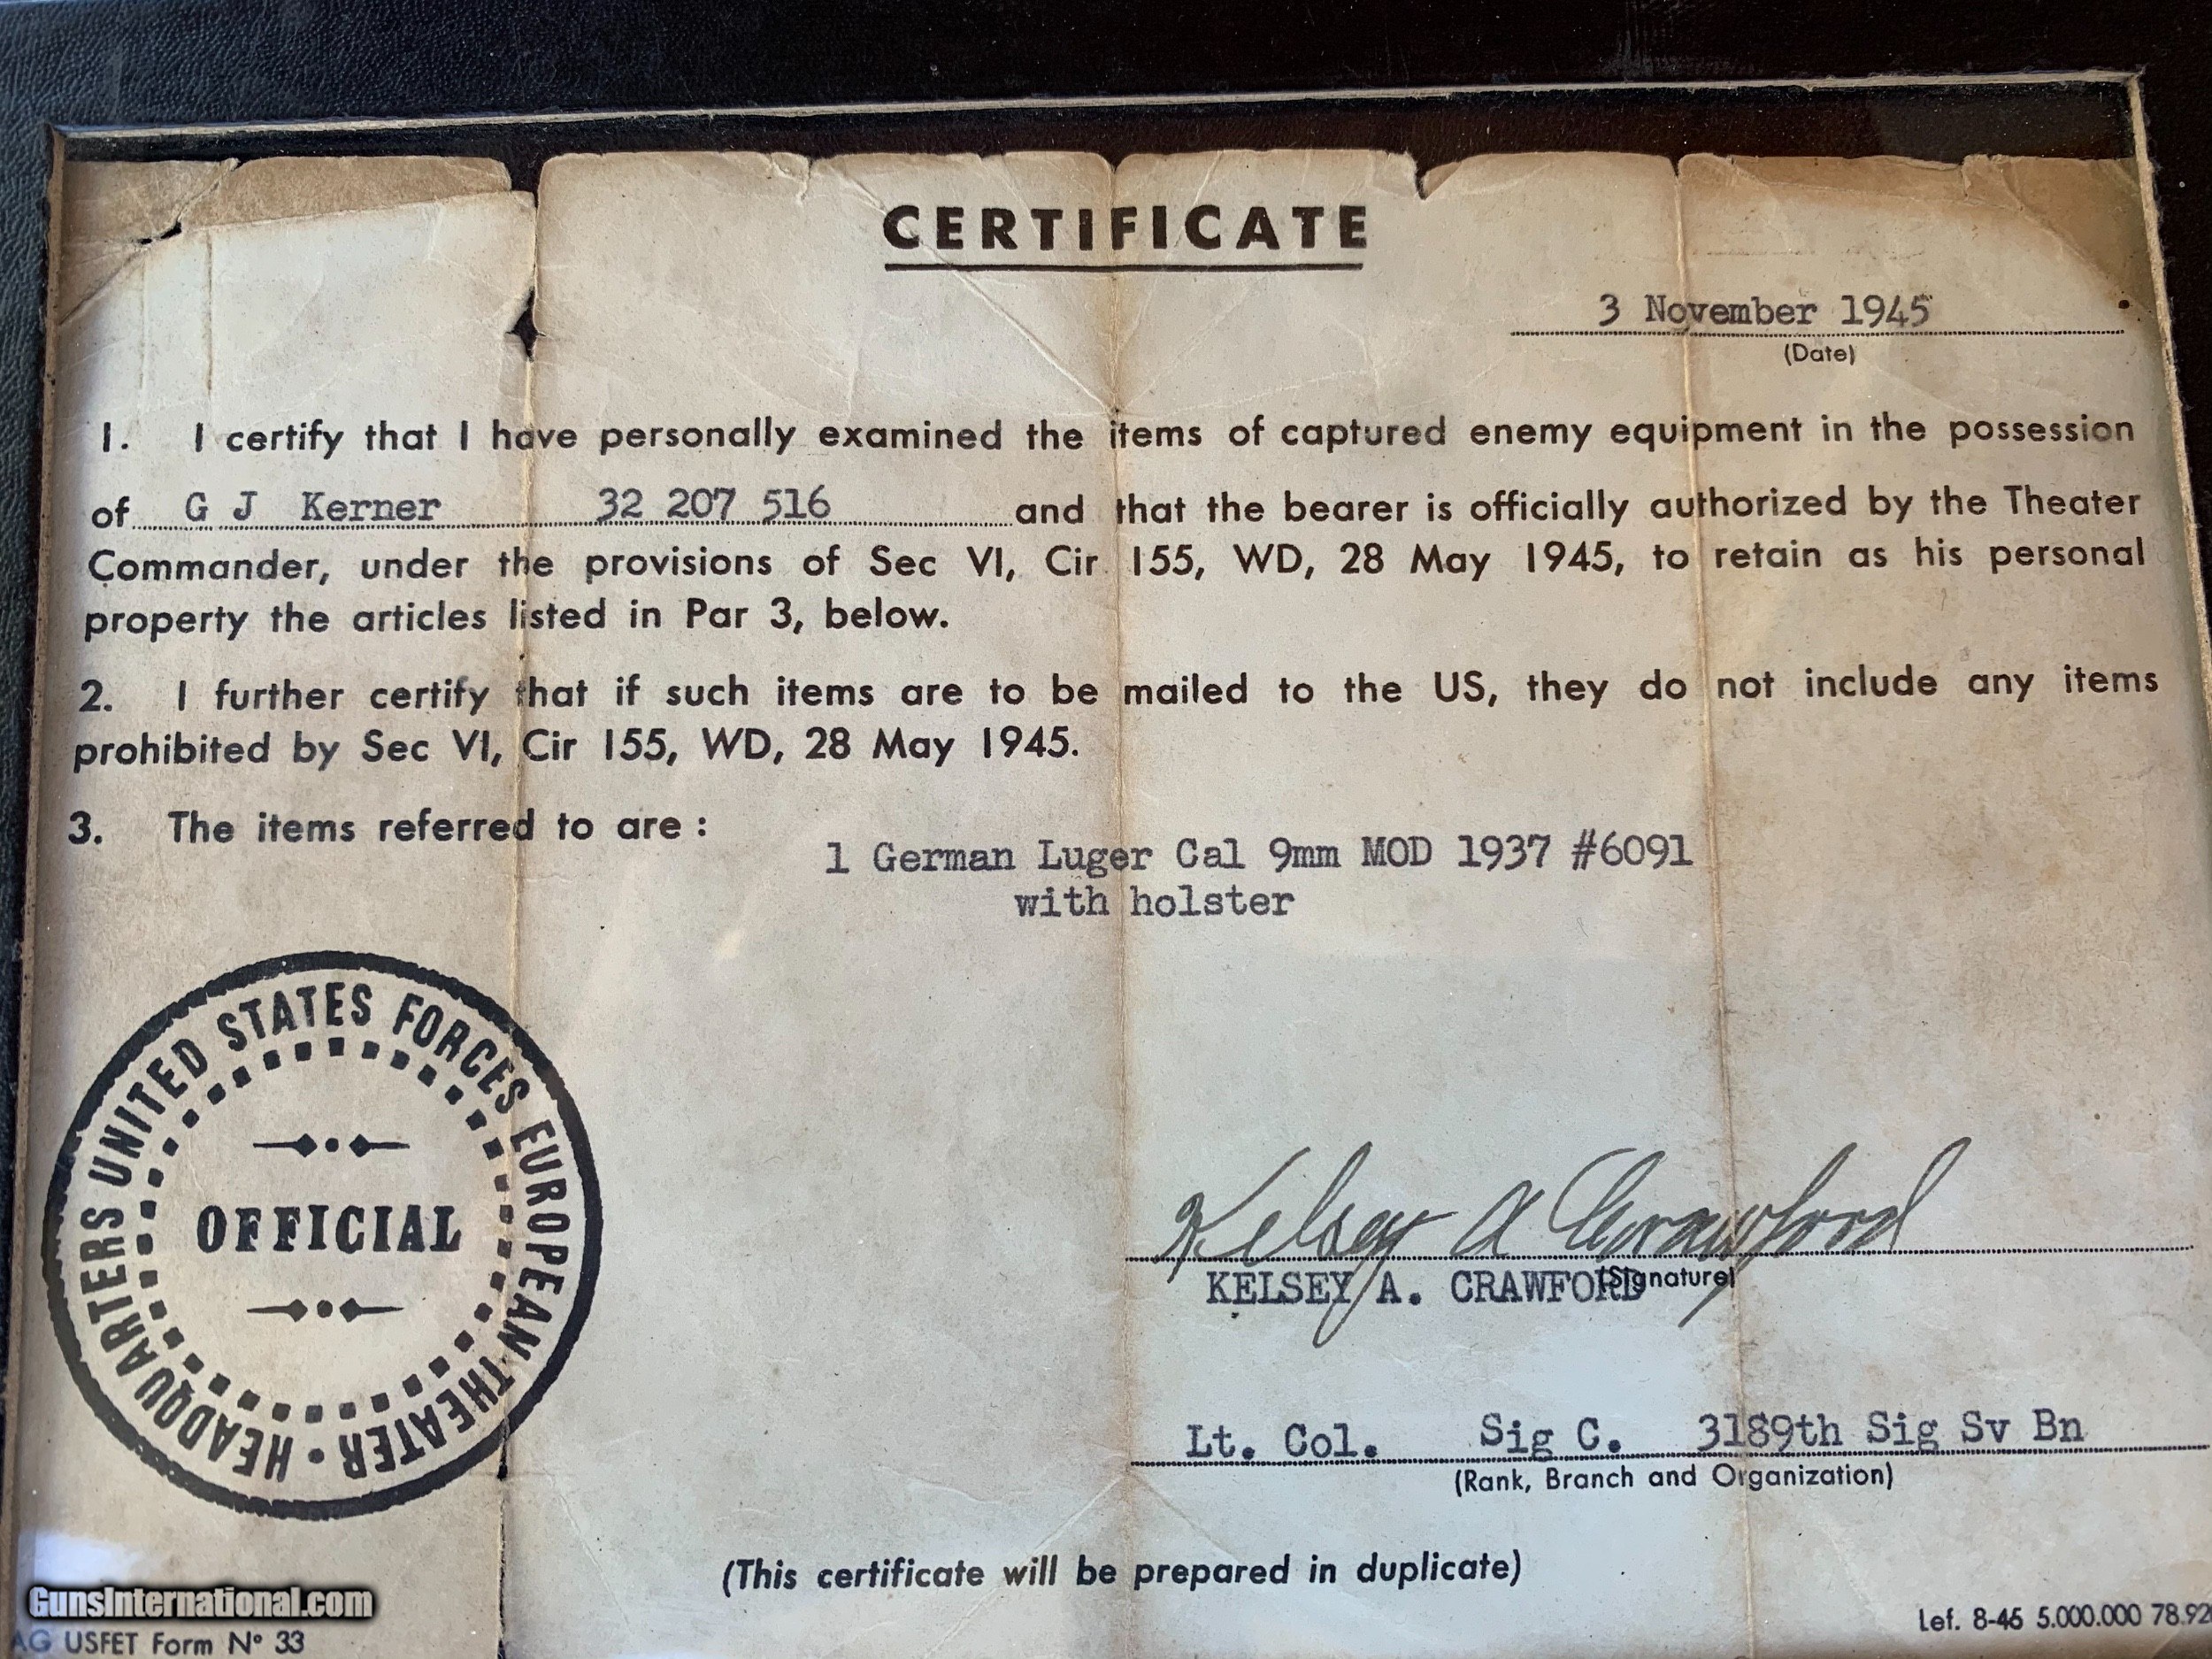 CERTIFICATE
3 November 1945
(Date)
1. I certify that I have personally examined the items of captured enemy equipment in the possession
of G J Kerner 32 207 516 and that the bearer is officially authorized by the Theater
Commander, under the provisions of Sec VI, Cir 155, WD, 28 May 1945, to retain as his personal
property the articles listed in Par 3, below.
2. I further certify that if such items are to be mailed to the US, they do not include any items
prohibited by Sec VI, Cir 155, WD, 28 May 1945.
3. The items referred to are :
1 German Luger Cal 9mm MOD 1937 #6091
with holster
HEADQUARTERS UNITED STATES FORCES EUROPEAN THEATER •
OFFICIAL
Kelsey A Crawford
KELSEY A. CRAWFORD (Signature)
Lt. Col. Sig C. 3189th Sig Sv Bn
(Rank, Branch and Organization)
(This certificate will be prepared in duplicate)
GunsInternational.com
AG USFET Form Nº 33
Lef. 8-45 5.000.000 78.92